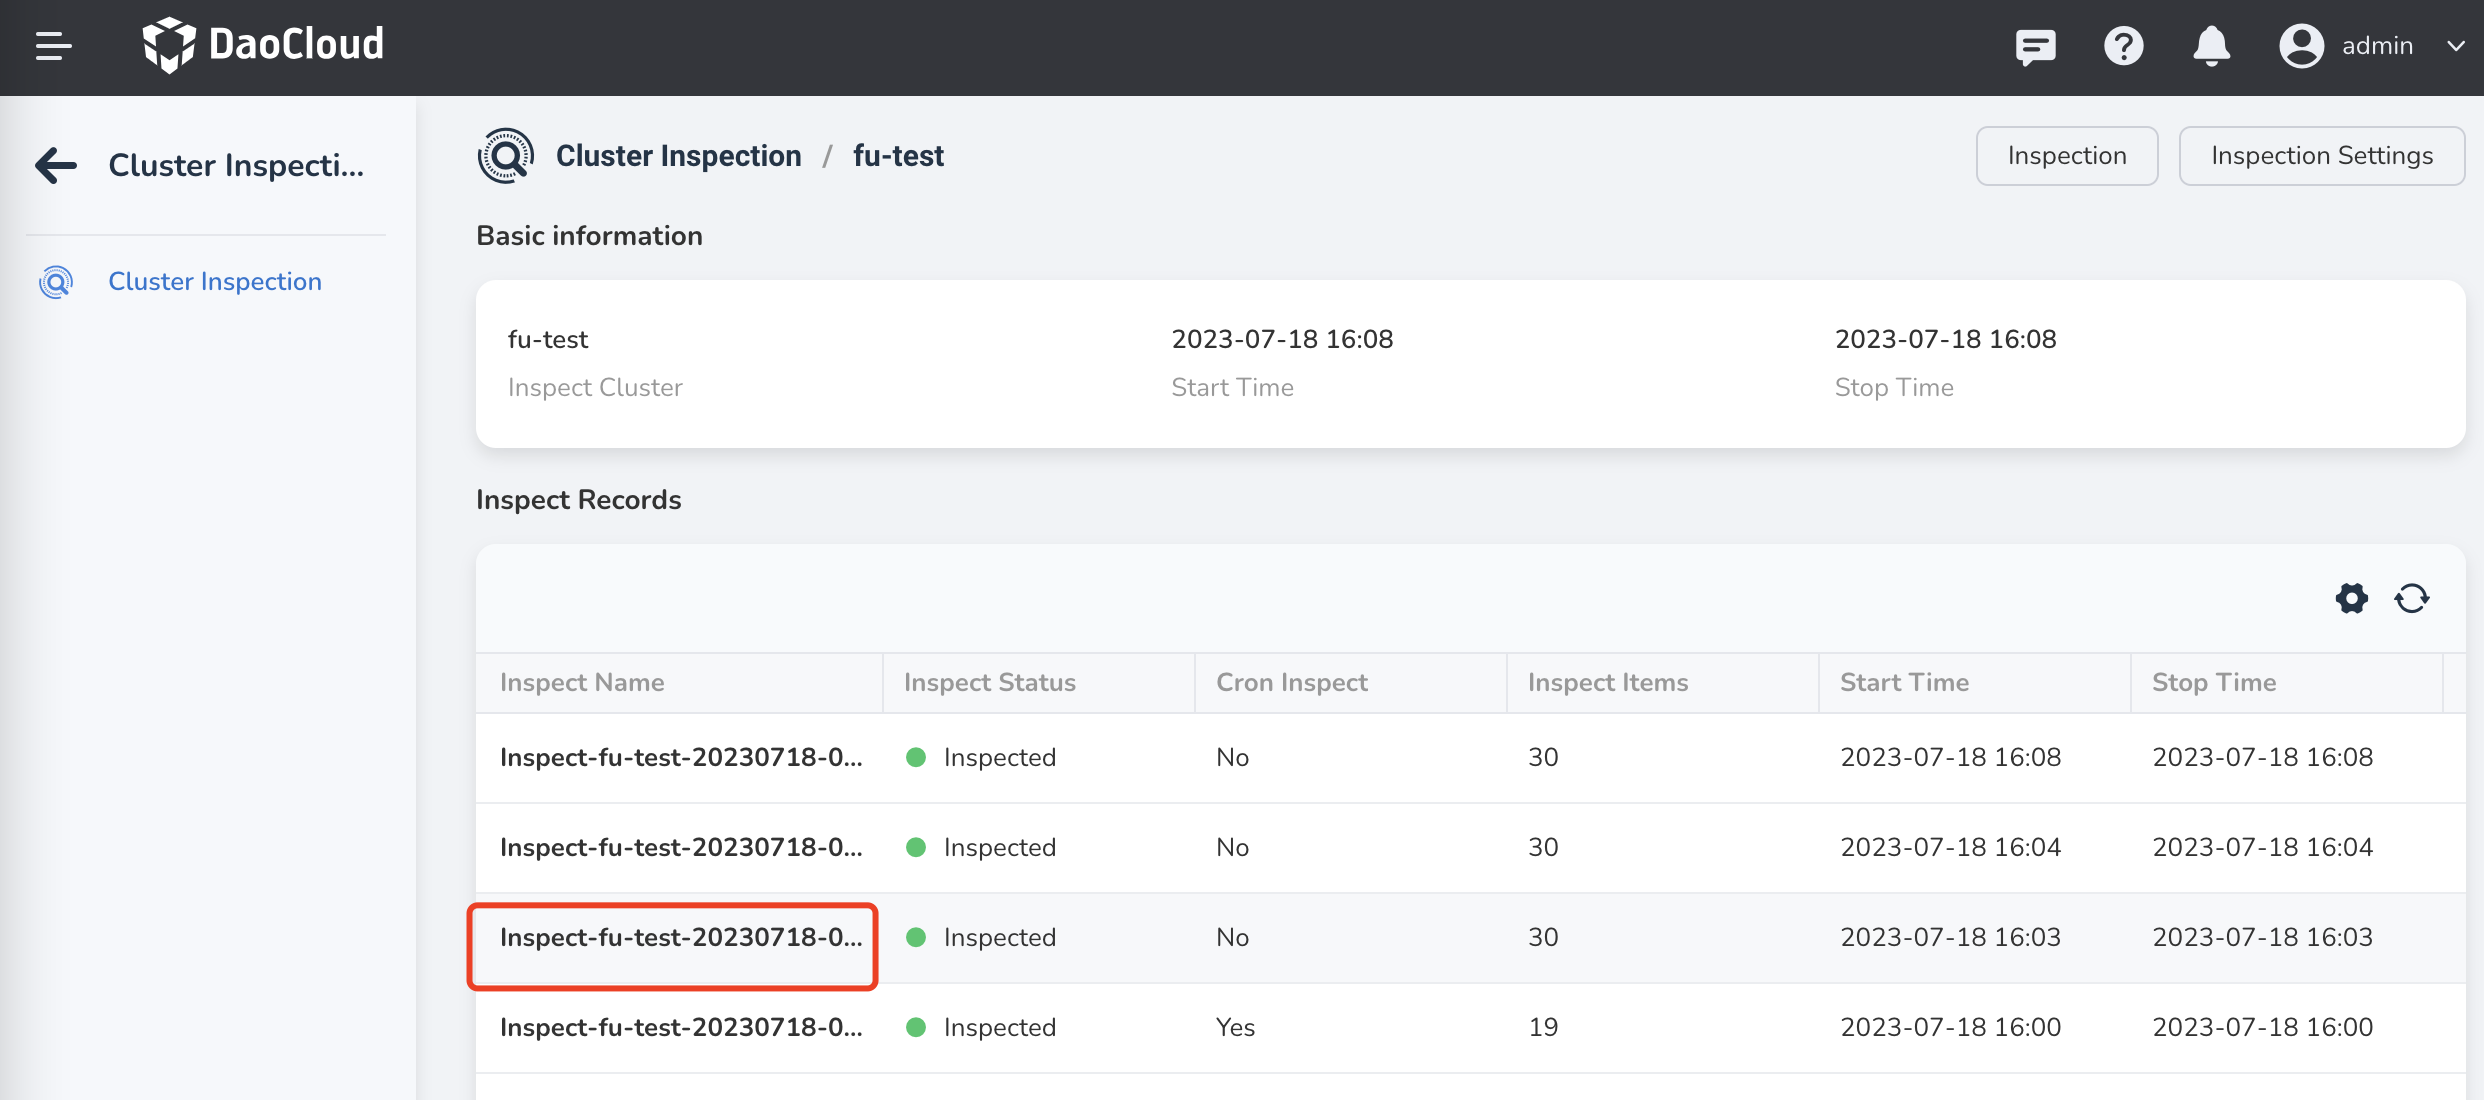 DaoCloud
admin
Cluster Inspecti...
Cluster Inspection
Cluster Inspection / fu-test
Inspection
Inspection Settings
Basic information
fu-test
Inspect Cluster
2023-07-18 16:08
Start Time
2023-07-18 16:08
Stop Time
Inspect Records
Inspect Name Inspect Status Cron Inspect Inspect Items Start Time Stop Time
Inspect-fu-test-20230718-0... Inspected No 30 2023-07-18 16:08 2023-07-18 16:08
Inspect-fu-test-20230718-0... Inspected No 30 2023-07-18 16:04 2023-07-18 16:04
Inspect-fu-test-20230718-0... Inspected No 30 2023-07-18 16:03 2023-07-18 16:03
Inspect-fu-test-20230718-0... Inspected Yes 19 2023-07-18 16:00 2023-07-18 16:00